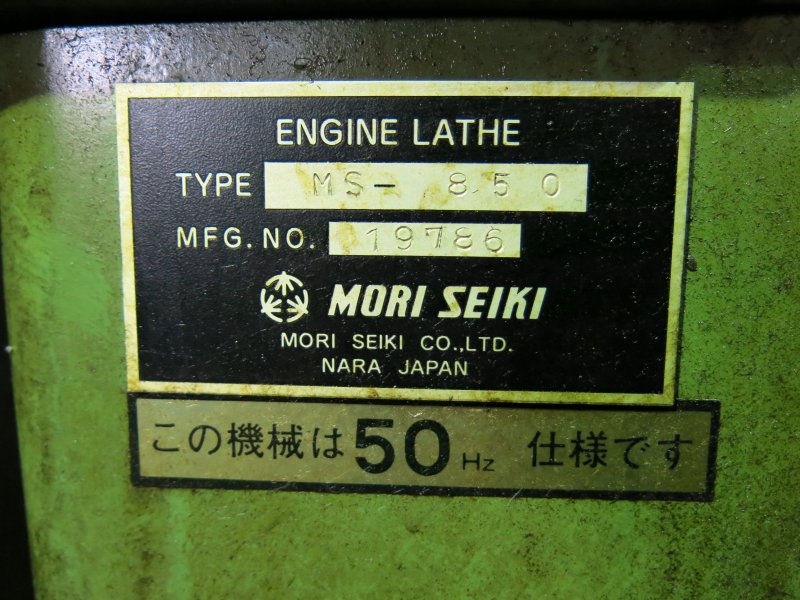 ENGINE LATHE
TYPE MS- 850
MFG. NO. 19786
MORI SEIKI
MORI SEIKI CO.,LTD.
NARA JAPAN
この機械は50Hz 仕様です